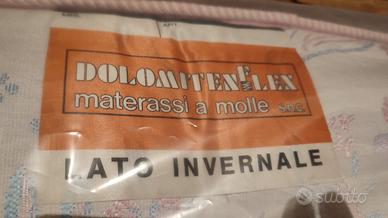 DOLOMITENFLEX
materassi a molle s.n.c.
LATO INVERNALE
subito